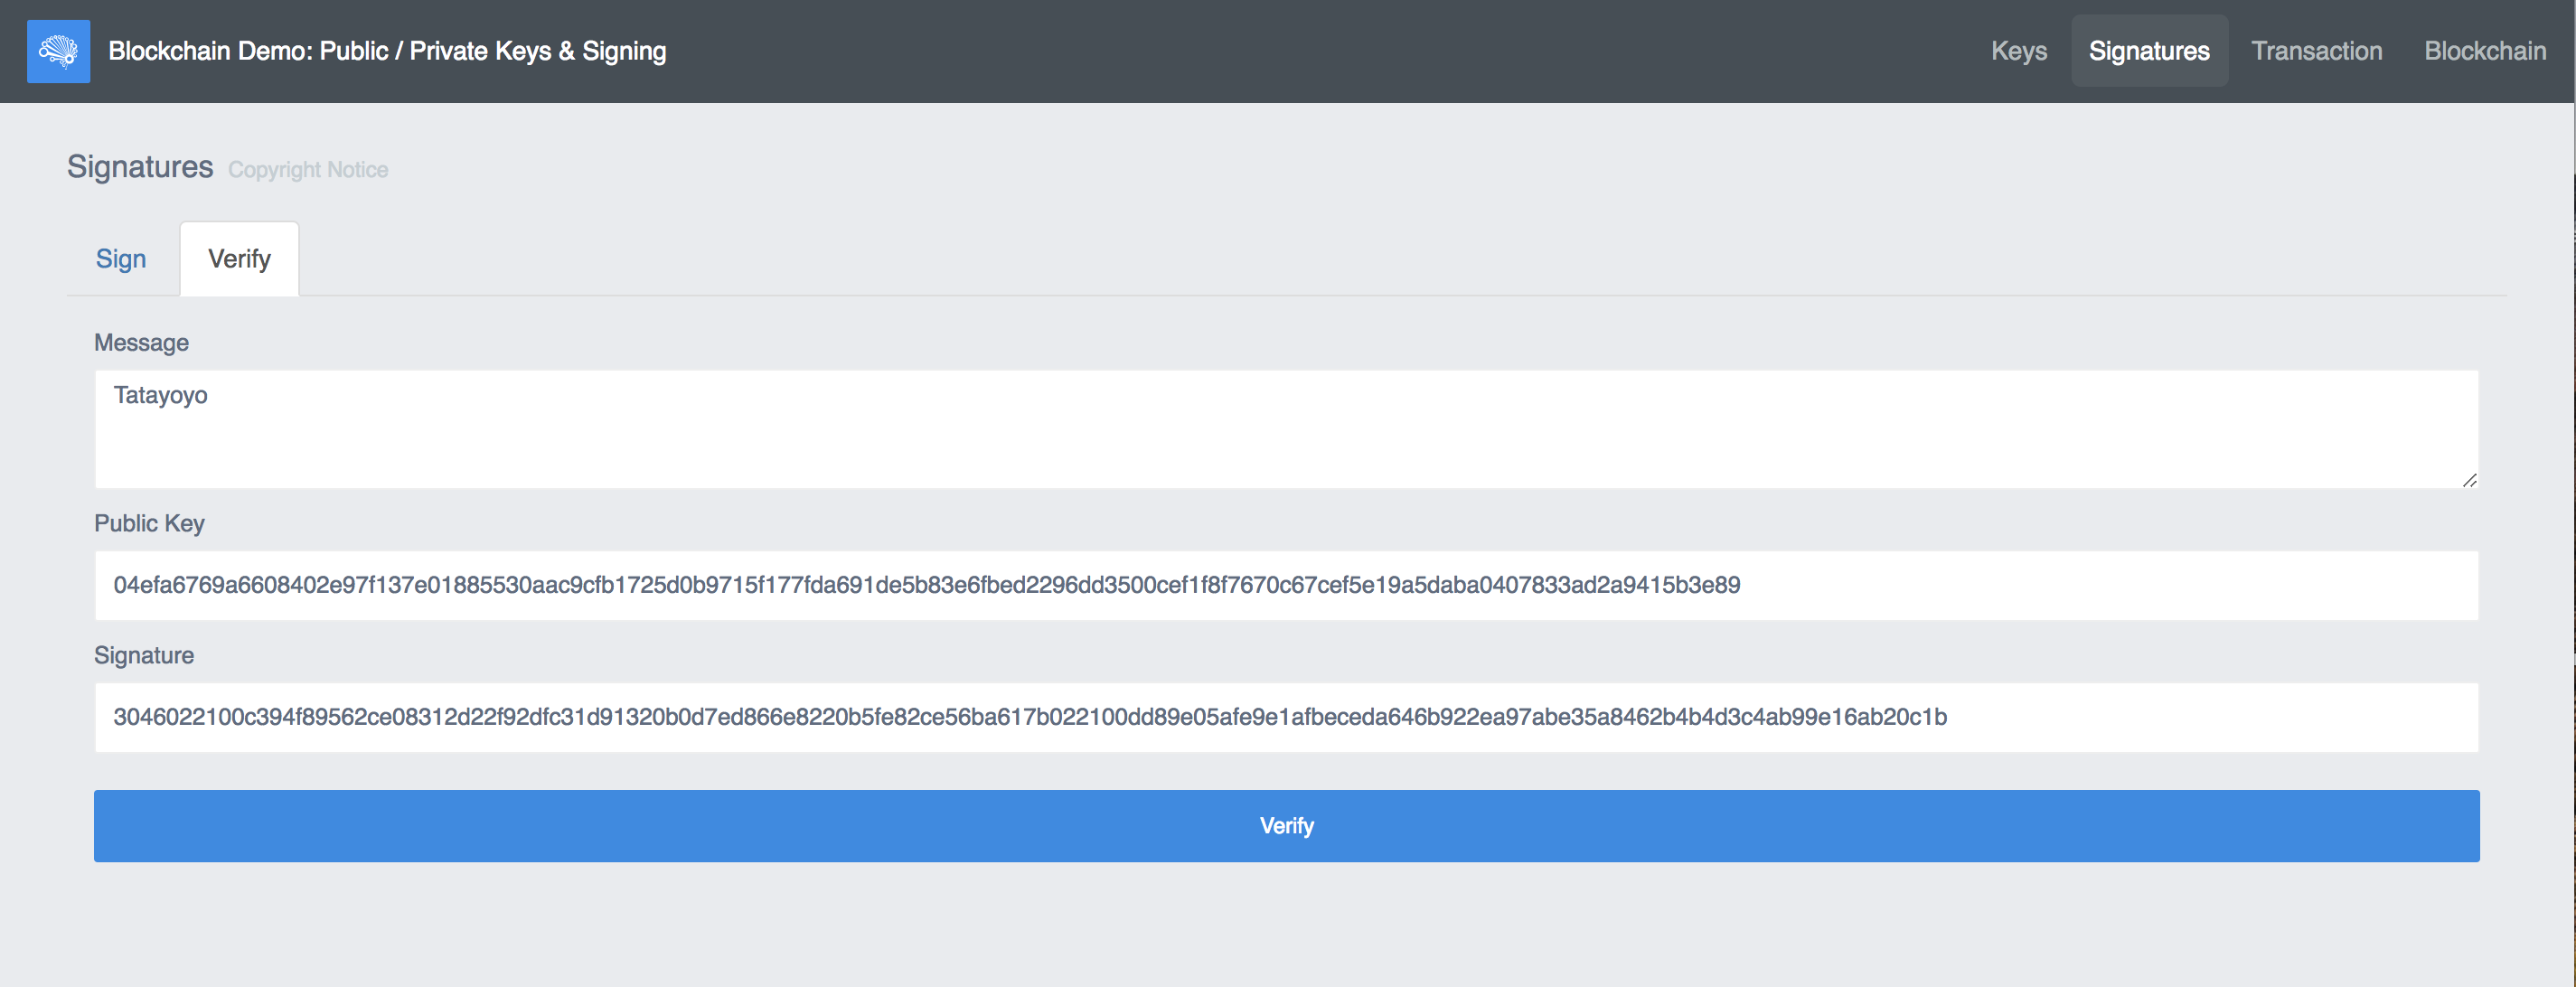 Blockchain Demo: Public / Private Keys & Signing
Keys Signatures Transaction Blockchain
Signatures Copyright Notice
Sign Verify
Message
Tatayoyo
Public Key
04efa6769a6608402e97f137e01885530aac9cfb1725d0b9715f177fda691de5b83e6fbed2296dd3500cef1f8f7670c67cef5e19a5daba0407833ad2a9415b3e89
Signature
3046022100c394f89562ce08312d22f92dfc31d91320b0d7ed866e8220b5fe82ce56ba617b022100dd89e05afe9e1afbeceda646b922ea97abe35a8462b4b4d3c4ab99e16ab20c1b
Verify